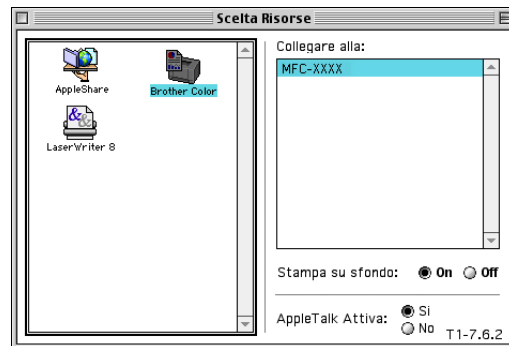 Scelta Risorse
AppleShare
Brother Color
LaserWriter 8
Collegare alla:
MFC-XXXX
Stampa su sfondo: On Off
AppleTalk Attiva: Si
No
T1-7.6.2